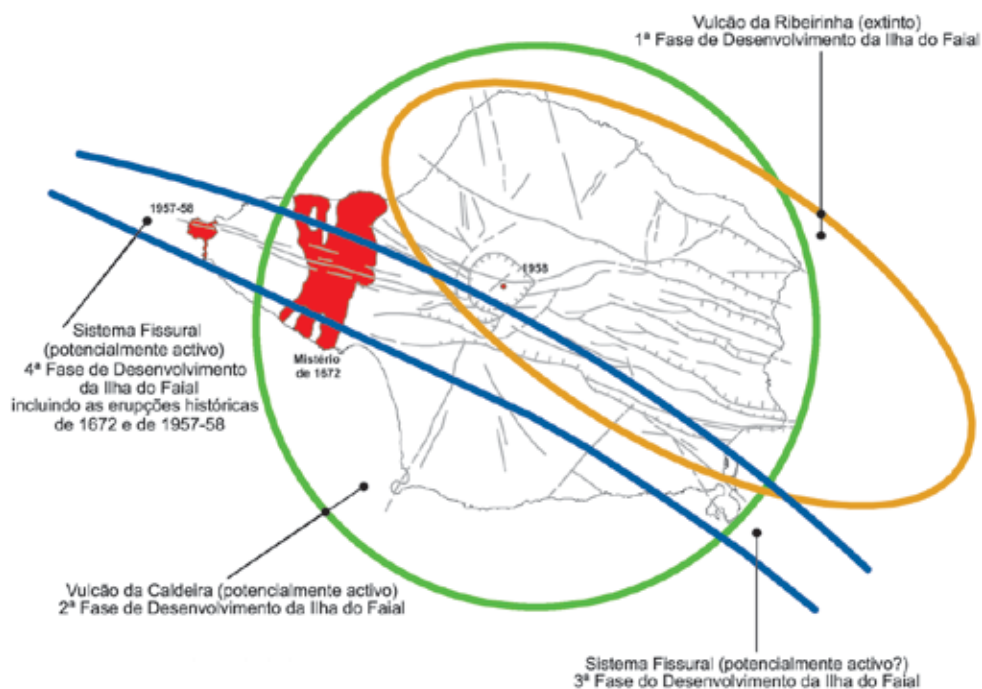 Vulcão da Ribeirinha (extinto)
1ª Fase de Desenvolvimento da Ilha do Faial
1957-58
1958
Sistema Fissural
(potencialmente activo)
4ª Fase de Desenvolvimento
da Ilha do Faial
incluindo as erupções históricas
de 1672 e de 1957-58
Mistério
de 1672
Vulcão da Caldeira (potencialmente activo)
2ª Fase de Desenvolvimento da Ilha do Faial
Sistema Fissural (potencialmente activo?)
3ª Fase do Desenvolvimento da Ilha do Faial